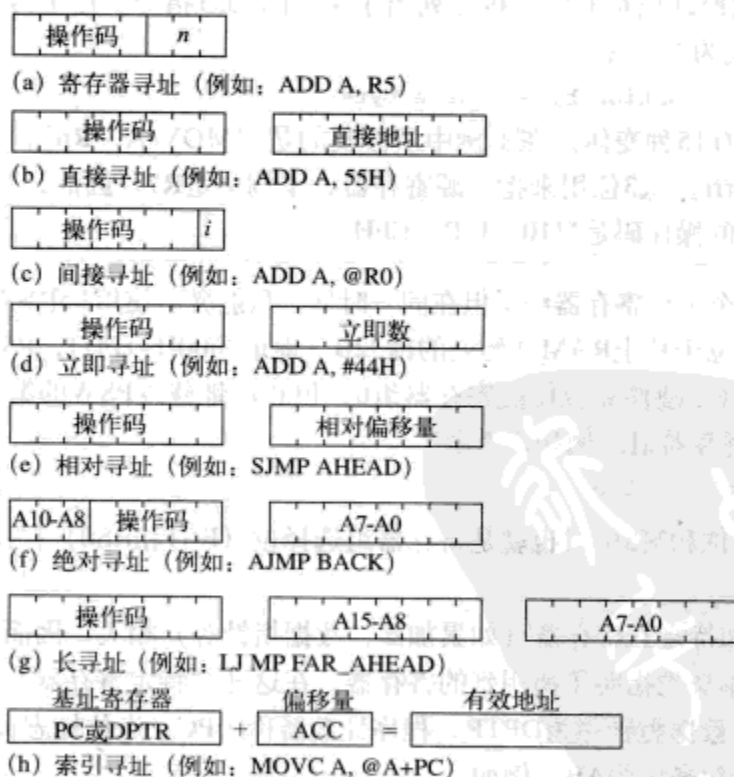 操作码 n
(a) 寄存器寻址（例如：ADD A, R5）
操作码 直接地址
(b) 直接寻址（例如：ADD A, 55H）
操作码 i
(c) 间接寻址（例如：ADD A, @R0）
操作码 立即数
(d) 立即寻址（例如：ADD A, #44H）
操作码 相对偏移量
(e) 相对寻址（例如：SJMP AHEAD）
A10-A8 操作码 A7-A0
(f) 绝对寻址（例如：AJMP BACK）
操作码 A15-A8 A7-A0
(g) 长寻址（例如：LJ MP FAR_AHEAD）
基址寄存器 偏移量 有效地址
PC或DPTR + ACC =
(h) 索引寻址（例如：MOVC A, @A+PC）